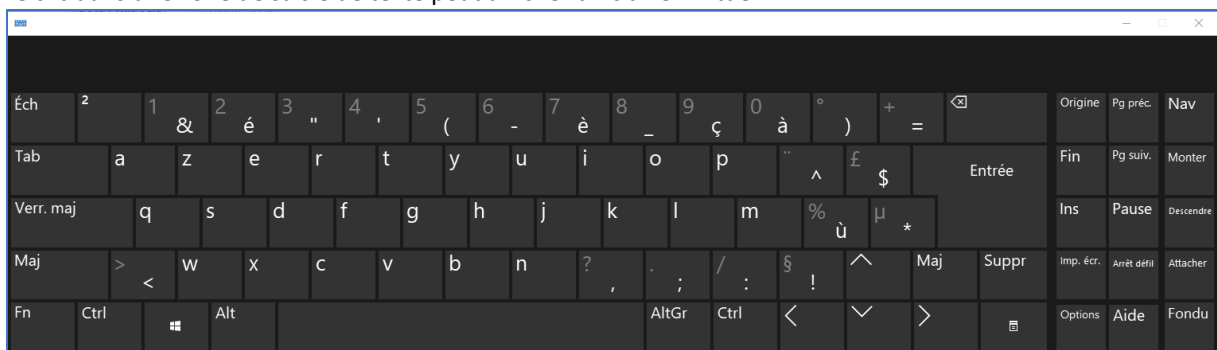 Éch ² 1 & 2 é 3 " 4 ' 5 ( 6 - 7 è 8 _ 9 ç 0 à ° ) + = Origine Pg préc. Nav
Tab a z e r t y u i o p ¨ ^ £ $ Entrée Fin Pg suiv. Monter
Verr. maj q s d f g h j k l m % ù µ * Ins Pause Descendre
Maj > < w x c v b n ? , . ; / : § ! Maj Suppr Imp. écr. Arrêt défil Attacher
Fn Ctrl Alt AltGr Ctrl Options Aide Fondu